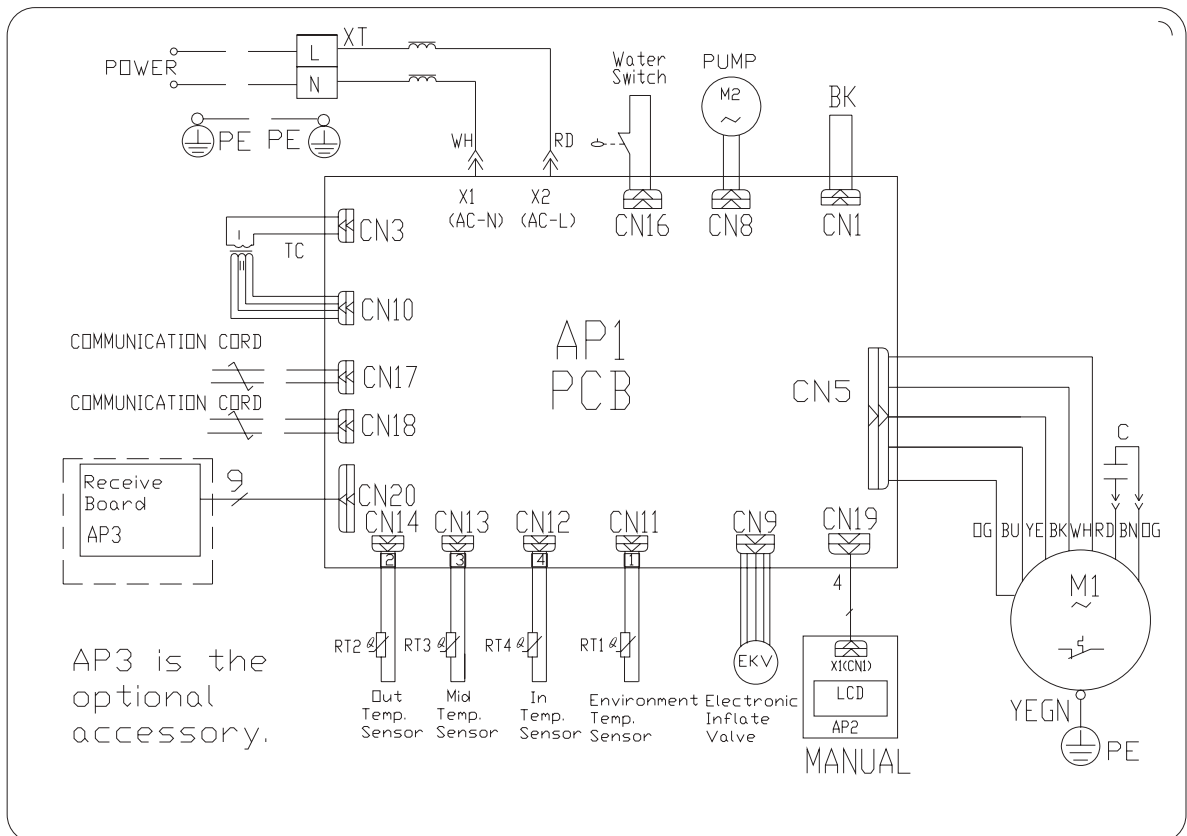 XT
L
POWER
N
PE PE
WH
RD
X1
(AC-N)
X2
(AC-L)
Water
Switch
CN16
PUMP
M2
~
CN8
BK
CN1
CN3
I
TC
II
CN10
COMMUNICATION CORD
CN17
COMMUNICATION CORD
CN18
Receive
Board
AP3
9
CN20
AP1
PCB
CN5
C
OG BU YE BK WH RD BN OG
M1
~
YEGN
PE
CN14
CN13
CN12
CN11
CN9
CN19
2
3
4
1
4
RT2
RT3
RT4
RT1
EKV
X1(CN1)
LCD
AP2
MANUAL
Out
Temp.
Sensor
Mid
Temp.
Sensor
In
Temp.
Sensor
Environment
Temp.
Sensor
Electronic
Inflate
Valve
AP3 is the
optional
accessory.